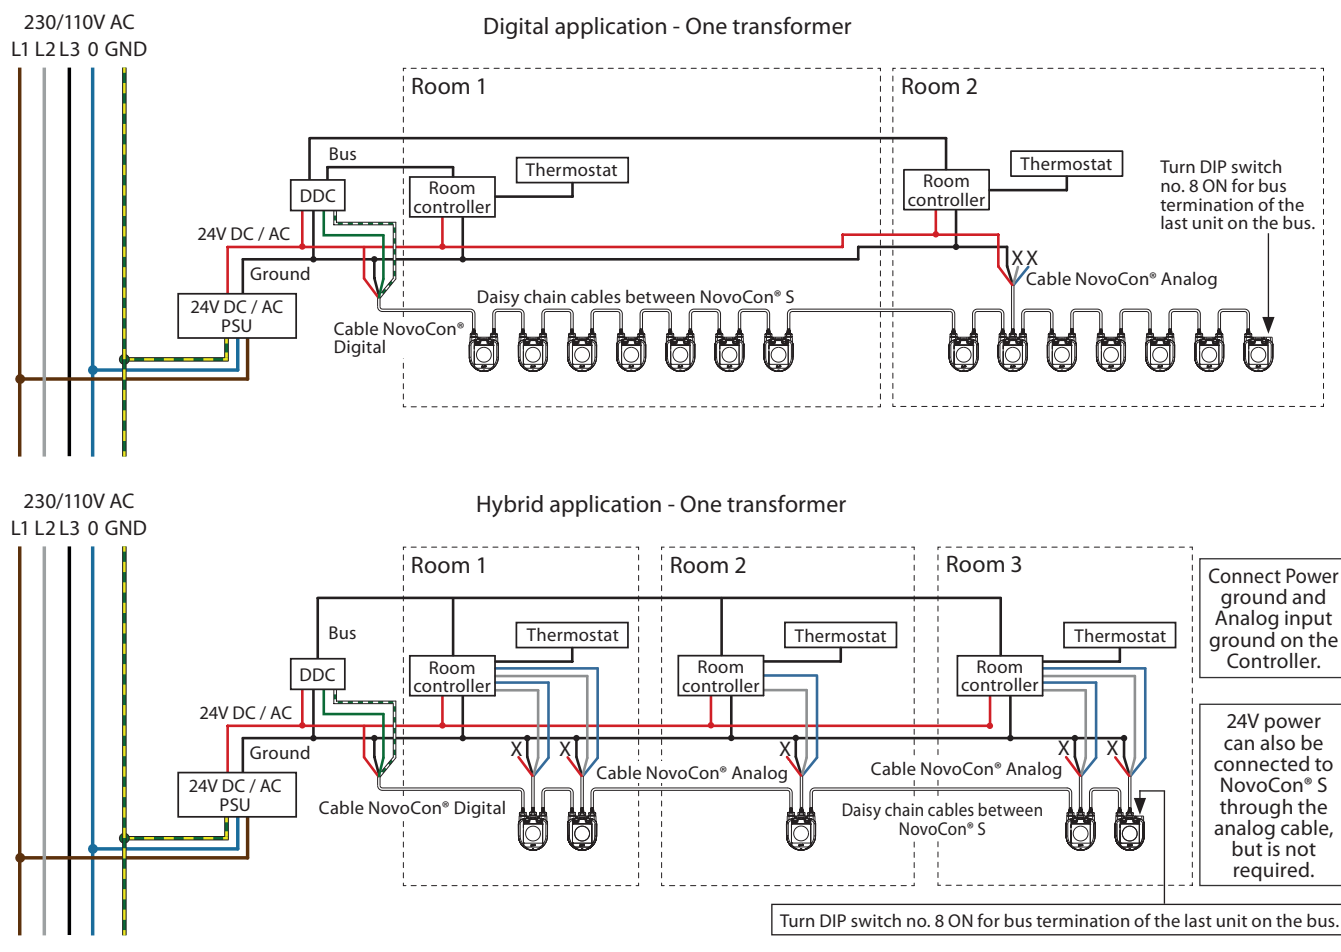 230/110V AC
L1 L2 L3 0 GND
Digital application - One transformer
Room 1
Room 2
Bus
Thermostat
Thermostat
DDC
Room
controller
Room
controller
Turn DIP switch
no. 8 ON for bus
termination of the
last unit on the bus.
24V DC / AC
Ground
X X
Cable NovoCon® Analog
24V DC / AC
PSU
Cable NovoCon®
Digital
Daisy chain cables between NovoCon® S
230/110V AC
L1 L2 L3 0 GND
Hybrid application - One transformer
Room 1
Room 2
Room 3
Bus
Thermostat
Thermostat
Thermostat
DDC
Room
controller
Room
controller
Room
controller
24V DC / AC
Ground
X
X
X
X
X
24V DC / AC
PSU
Cable NovoCon® Digital
Cable NovoCon® Analog
Cable NovoCon® Analog
Daisy chain cables between
NovoCon® S
Connect Power
ground and
Analog input
ground on the
Controller.
24V power
can also be
connected to
NovoCon® S
through the
analog cable,
but is not
required.
Turn DIP switch no. 8 ON for bus termination of the last unit on the bus.